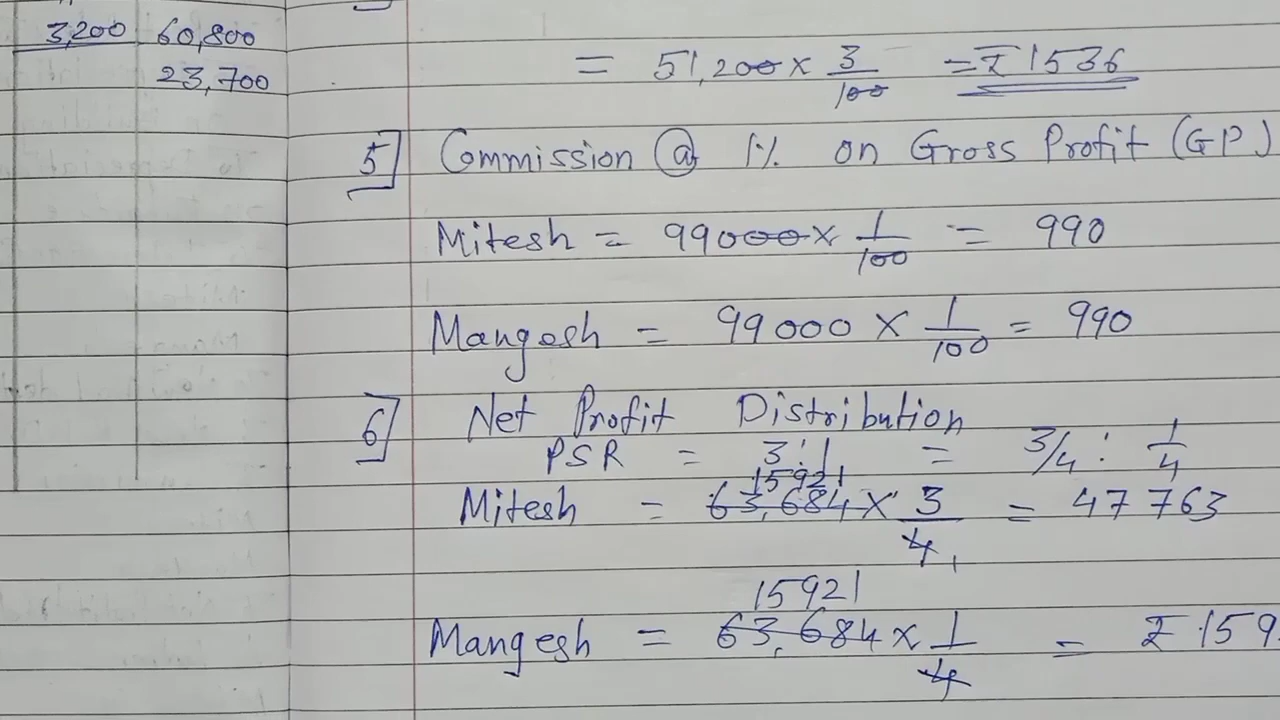 3,200 60,800
23,700
= 51,200 x 3/100 = ₹ 1536
5] Commission @ 1% on Gross Profit (GP)
Mitesh = 99000 x 1/100 = 990
Mangesh = 99000 x 1/100 = 990
6] Net Profit Distribution
PSR = 3:1 = 3/4 : 1/4
15921
Mitesh = 63,684 x 3/4 1 = 47763
15921
Mangesh = 63,684 x 1/4 = ₹ 159